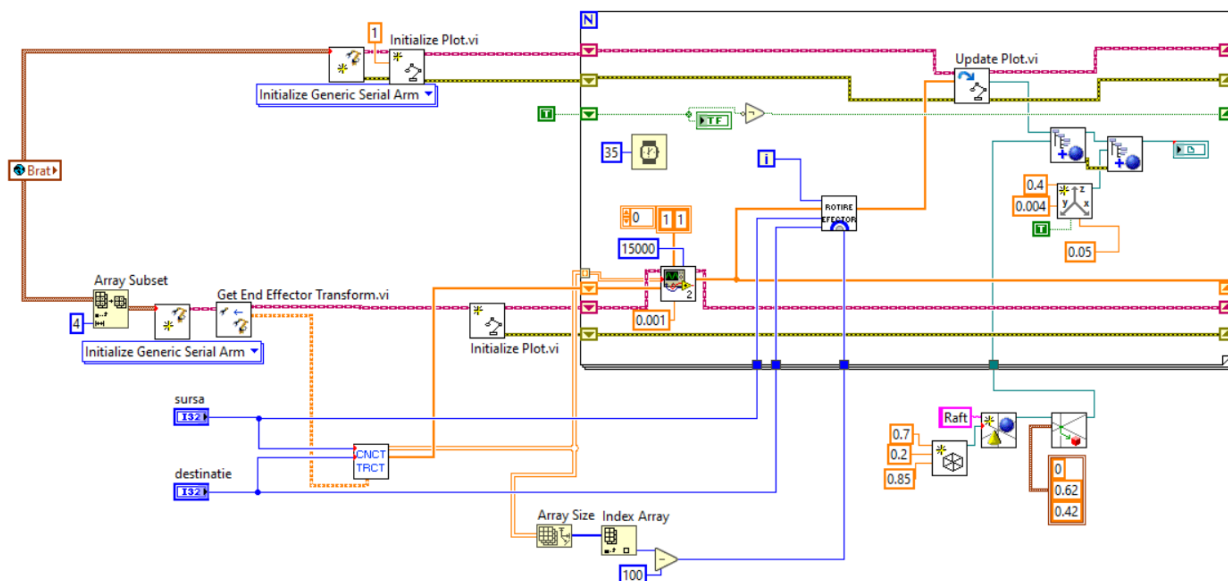 N
1
Initialize Plot.vi
Update Plot.vi
Initialize Generic Serial Arm
T
TF
35
i
Brat
0.4
0.004
T
0.05
ROTIRE
EFECTOR
0
1 1
15000
2
0.001
Array Subset
4
Get End Effector Transform.vi
Initialize Generic Serial Arm
Initialize Plot.vi
sursa
I32
CNCT
TRCT
destinatie
I32
Raft
0.7
0.2
0.85
0
0.62
0.42
Array Size
Index Array
100
z
y
x